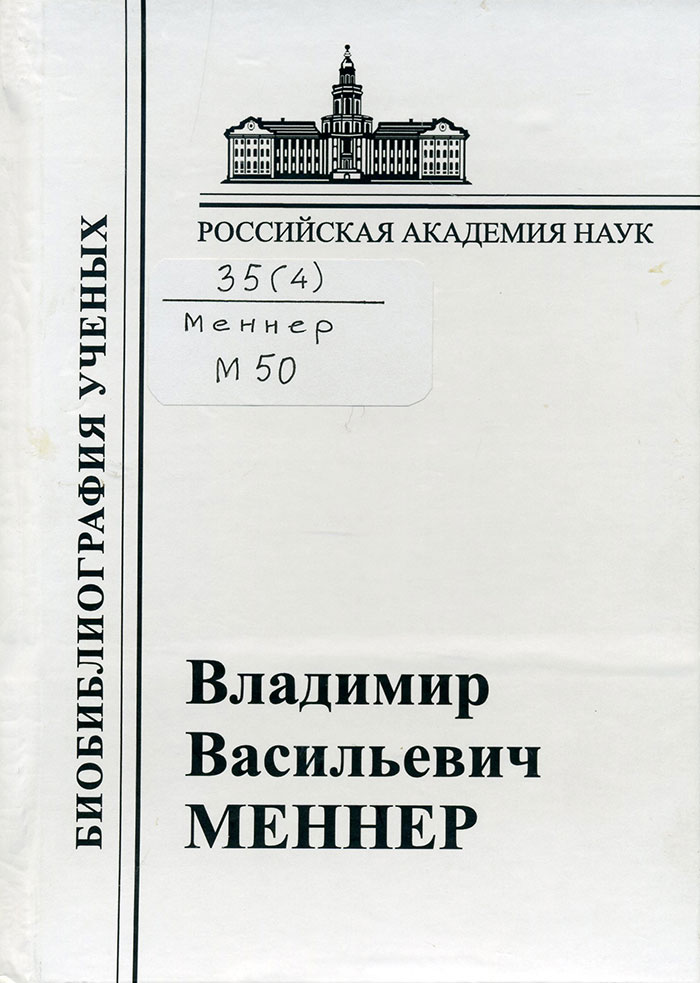 РОССИЙСКАЯ АКАДЕМИЯ НАУК
35(4)
Меннер
М 50
БИОБИБЛИОГРАФИЯ УЧЕНЫХ
Владимир
Васильевич
МЕННЕР